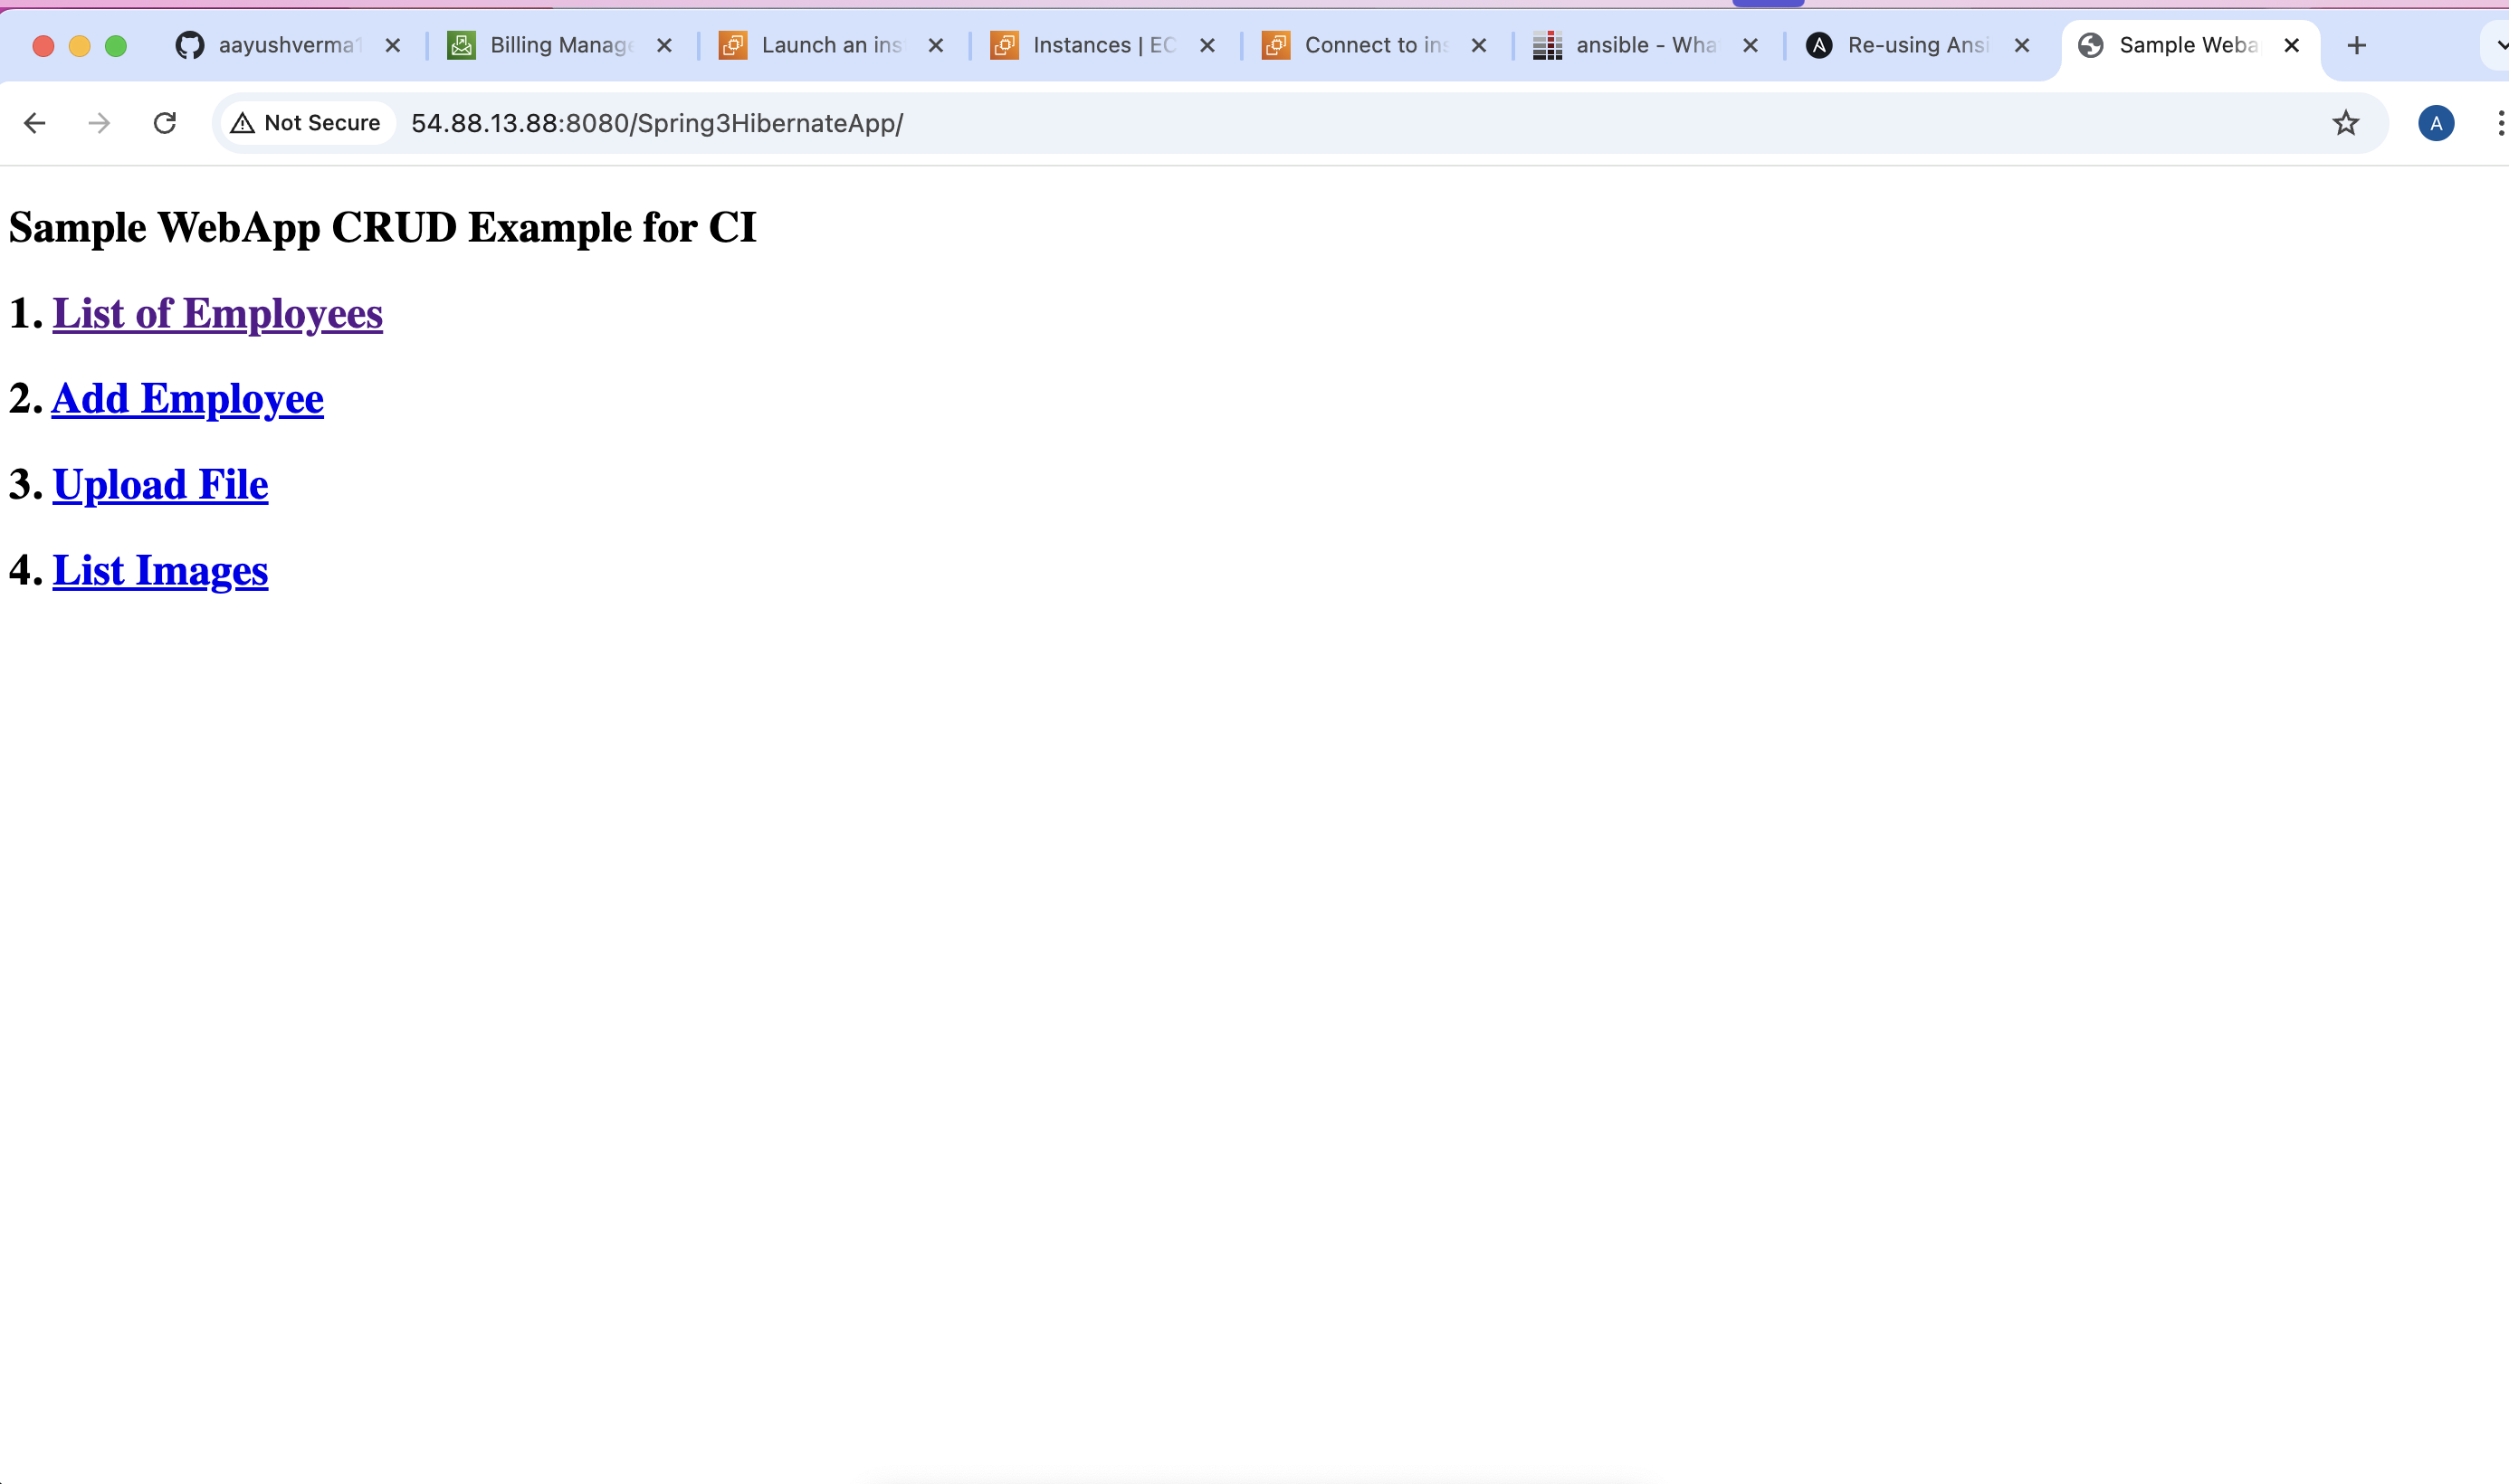 aayushverma1
Billing Manage
Launch an ins
Instances | EC
Connect to ins
ansible - Wha
Re-using Ansi
Sample Weba
Not Secure
54.88.13.88:8080/Spring3HibernateApp/
A
Sample WebApp CRUD Example for CI
1. List of Employees
2. Add Employee
3. Upload File
4. List Images